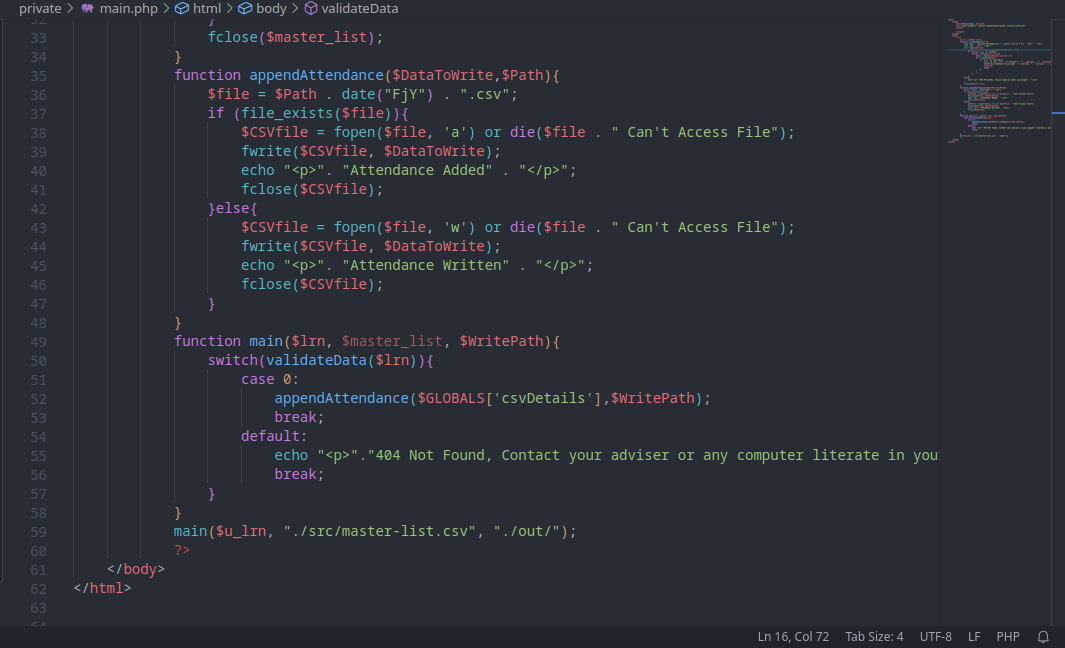 private > main.php > html > body > validateData
32 }
33 fclose($master_list);
34 }
35 function appendAttendance($DataToWrite,$Path){
36 $file = $Path . date("FjY") . ".csv";
37 if (file_exists($file)){
38 $CSVfile = fopen($file, 'a') or die($file . " Can't Access File");
39 fwrite($CSVfile, $DataToWrite);
40 echo "<p>". "Attendance Added" . "</p>";
41 fclose($CSVfile);
42 }else{
43 $CSVfile = fopen($file, 'w') or die($file . " Can't Access File");
44 fwrite($CSVfile, $DataToWrite);
45 echo "<p>". "Attendance Written" . "</p>";
46 fclose($CSVfile);
47 }
48 }
49 function main($lrn, $master_list, $WritePath){
50 switch(validateData($lrn)){
51 case 0:
52 appendAttendance($GLOBALS['csvDetails'],$WritePath);
53 break;
54 default:
55 echo "<p>"."404 Not Found, Contact your adviser or any computer literate in you
56 break;
57 }
58 }
59 main($u_lrn, "./src/master-list.csv", "./out/");
60 ?>
61 </body>
62 </html>
63
64
Ln 16, Col 72 Tab Size: 4 UTF-8 LF PHP